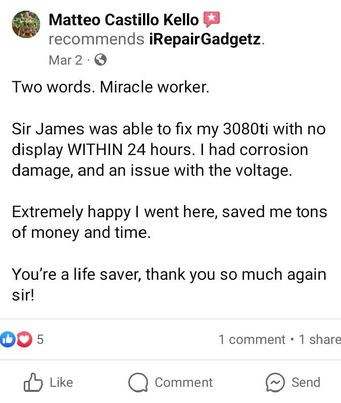 Matteo Castillo Kello
recommends iRepairGadgetz.
Mar 2 ·
Two words. Miracle worker.
Sir James was able to fix my 3080ti with no
display WITHIN 24 hours. I had corrosion
damage, and an issue with the voltage.
Extremely happy I went here, saved me tons
of money and time.
You're a life saver, thank you so much again
sir!
5
1 comment • 1 share
Like
Comment
Send